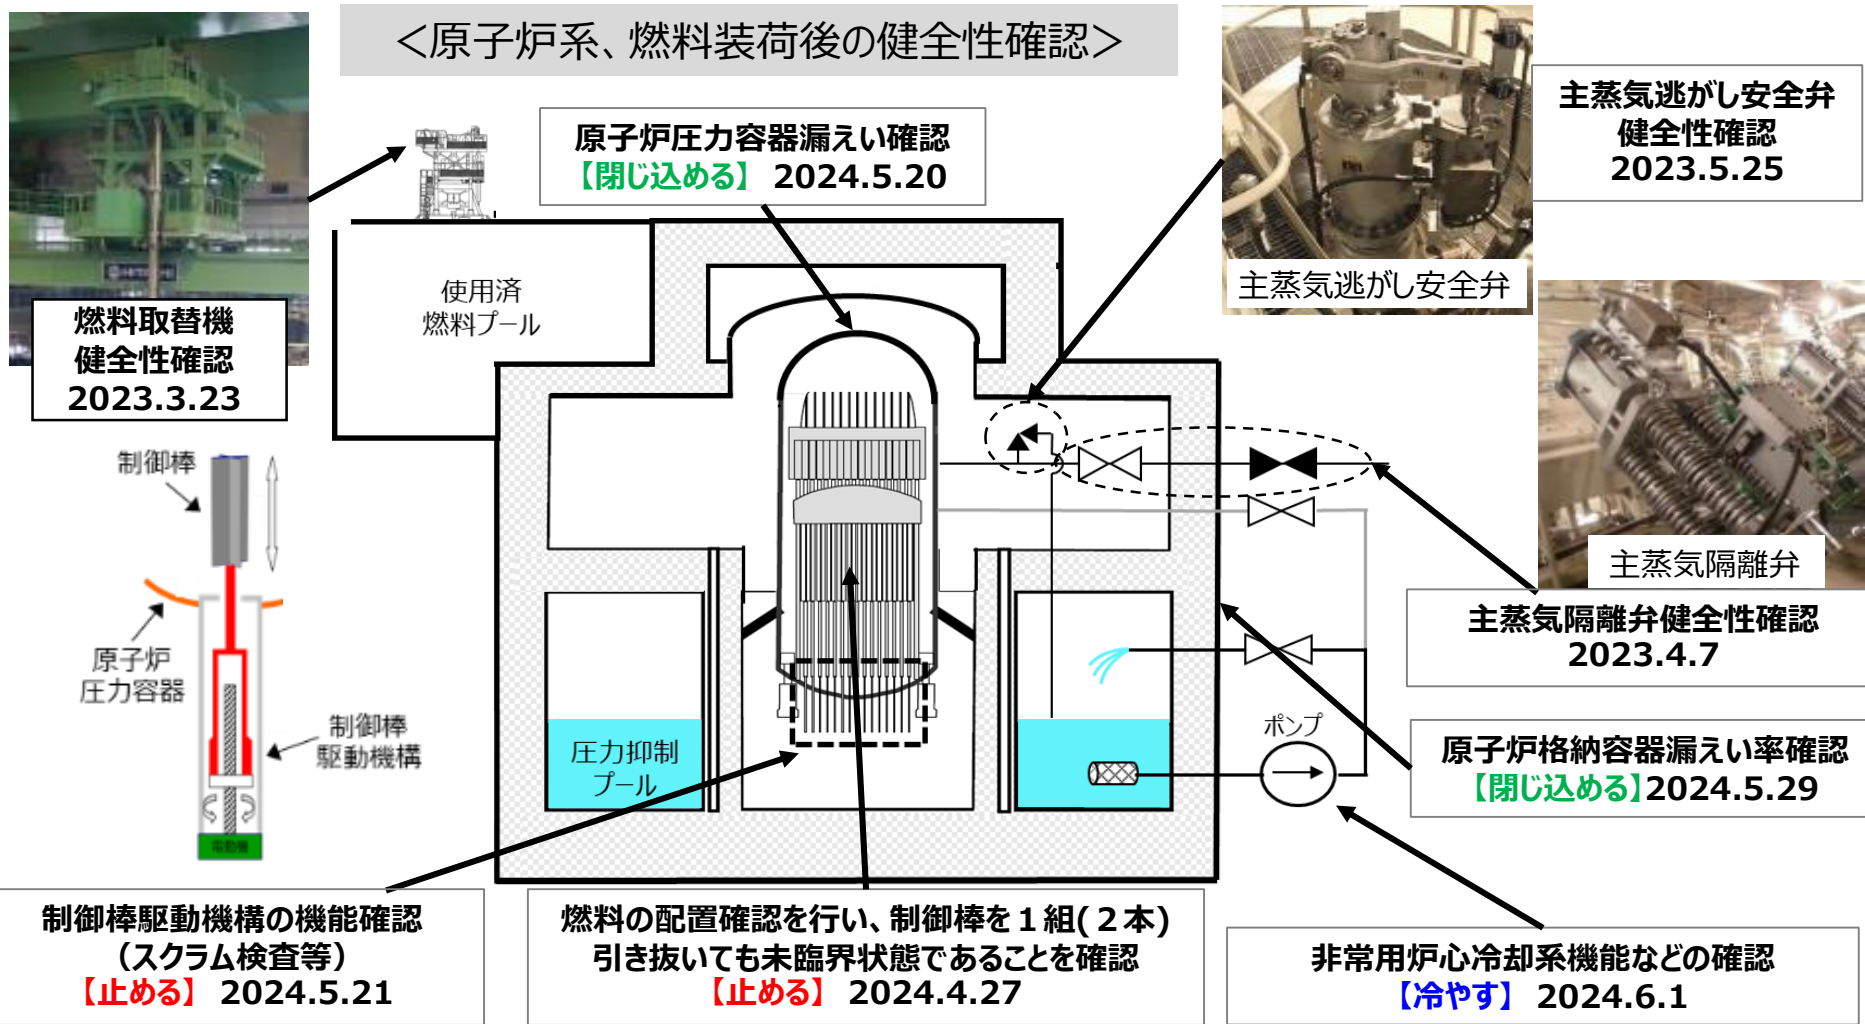 ＜原子炉系、燃料装荷後の健全性確認＞
原子炉圧力容器漏えい確認
【閉じ込める】 2024.5.20
主蒸気逃がし安全弁
健全性確認
2023.5.25
主蒸気逃がし安全弁
使用済
燃料プール
燃料取替機
健全性確認
2023.3.23
制御棒
主蒸気隔離弁
主蒸気隔離弁健全性確認
2023.4.7
原子炉
圧力容器
制御棒
駆動機構
電動機
圧力抑制
プール
ポンプ
原子炉格納容器漏えい率確認
【閉じ込める】2024.5.29
制御棒駆動機構の機能確認
（スクラム検査等）
【止める】 2024.5.21
燃料の配置確認を行い、制御棒を１組(２本)
引き抜いても未臨界状態であることを確認
【止める】 2024.4.27
非常用炉心冷却系機能などの確認
【冷やす】 2024.6.1